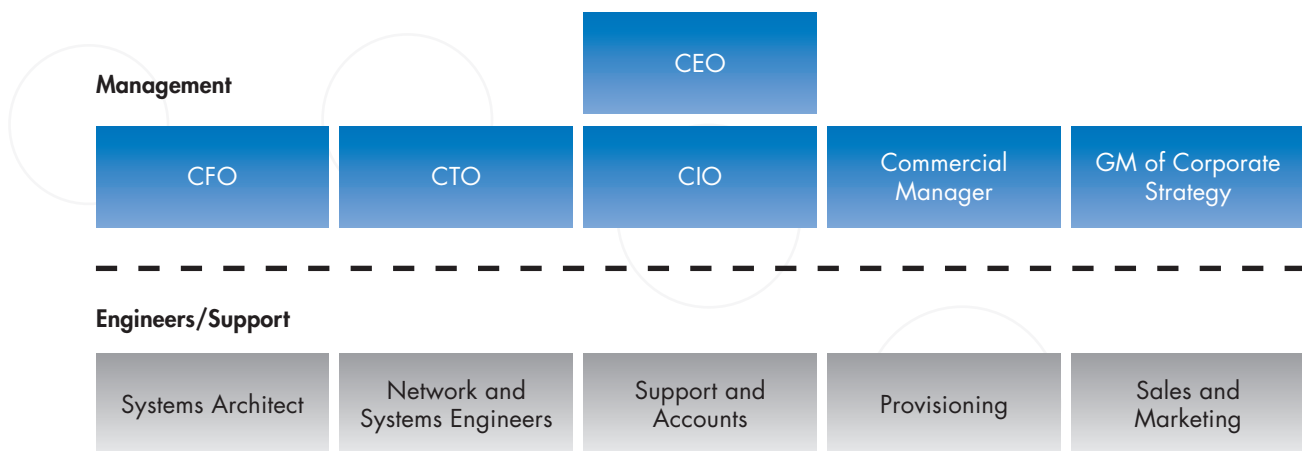 CEO
Management
CFO
CTO
CIO
Commercial
Manager
GM of Corporate
Strategy
Engineers/Support
Systems Architect
Network and
Systems Engineers
Support and
Accounts
Provisioning
Sales and
Marketing